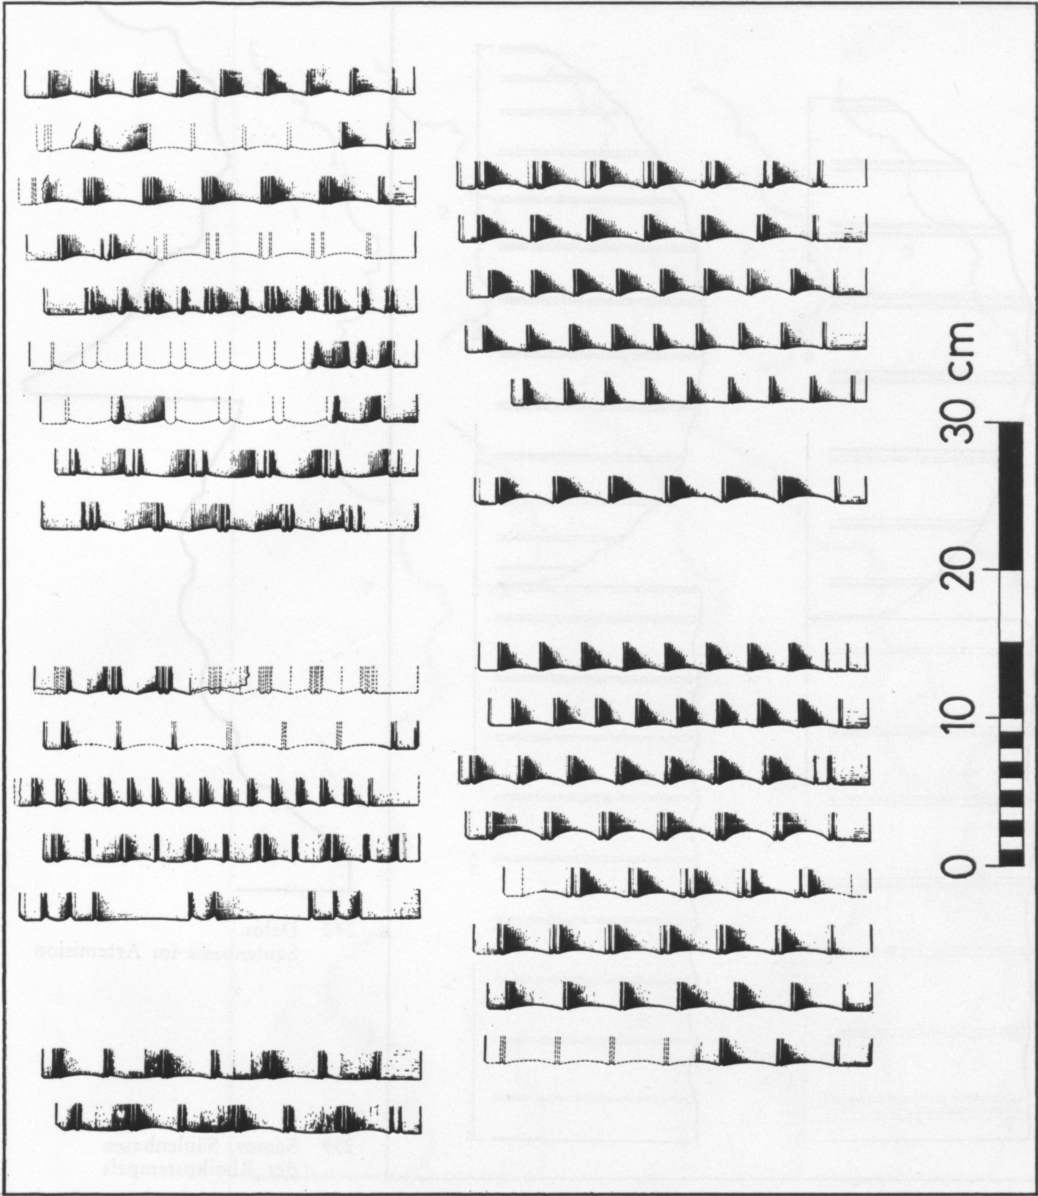 0 10 20 30 cm
Delos,
Säulenbasis im Artemision
Samos, Säulenbasen
des Rhoikostempels